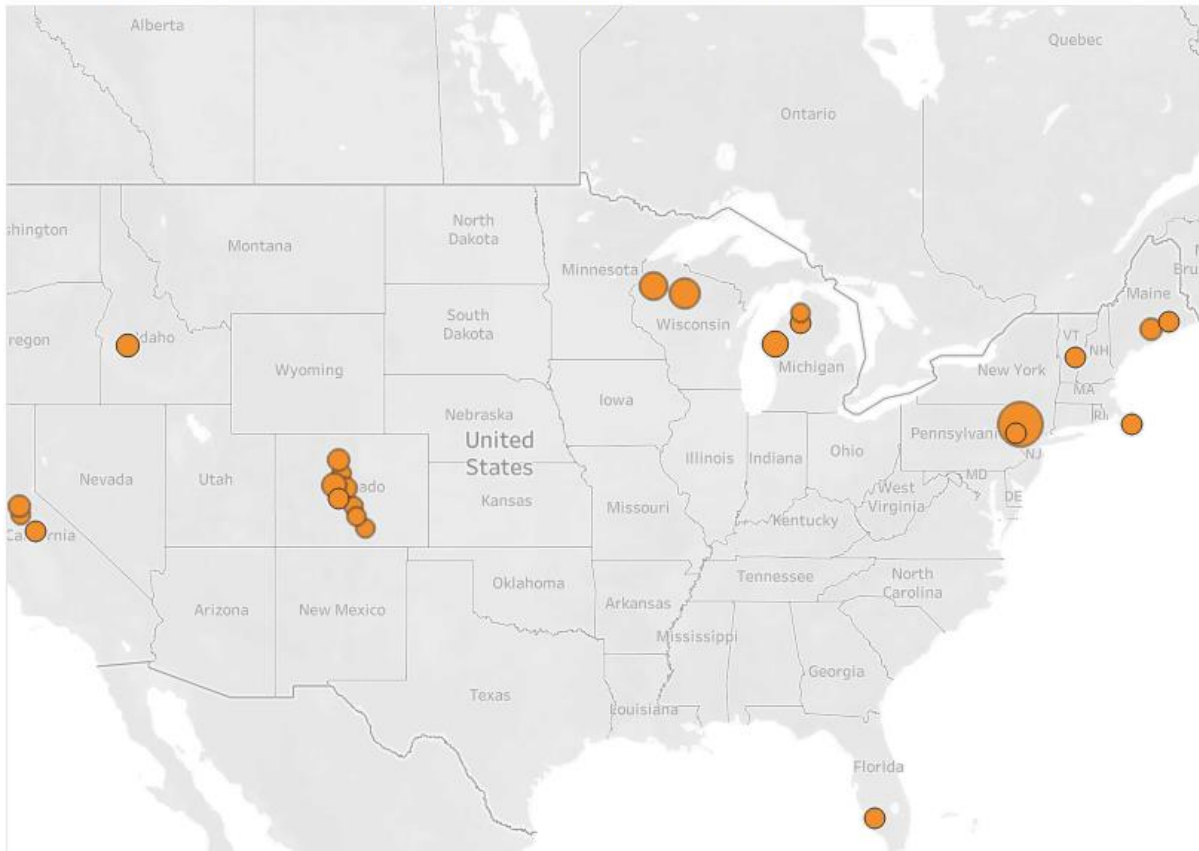 Alberta
Quebec
Ontario
shington
Montana
North
Dakota
Minnesota
Maine
Bru
South
Dakota
Wisconsin
Idaho
regon
VT
NH
Michigan
New York
Wyoming
MA
Iowa
RI
Nebraska
United
States
Pennsylvani
NJ
Nevada
Utah
ado
Illinois
Indiana
Ohio
MD
DE
Kansas
Missouri
West
Virginia
Kentucky
California
Oklahoma
Tennessee
North
Carolina
Arizona
New Mexico
Arkansas
Mississippi
Georgia
Texas
Louisiana
Florida